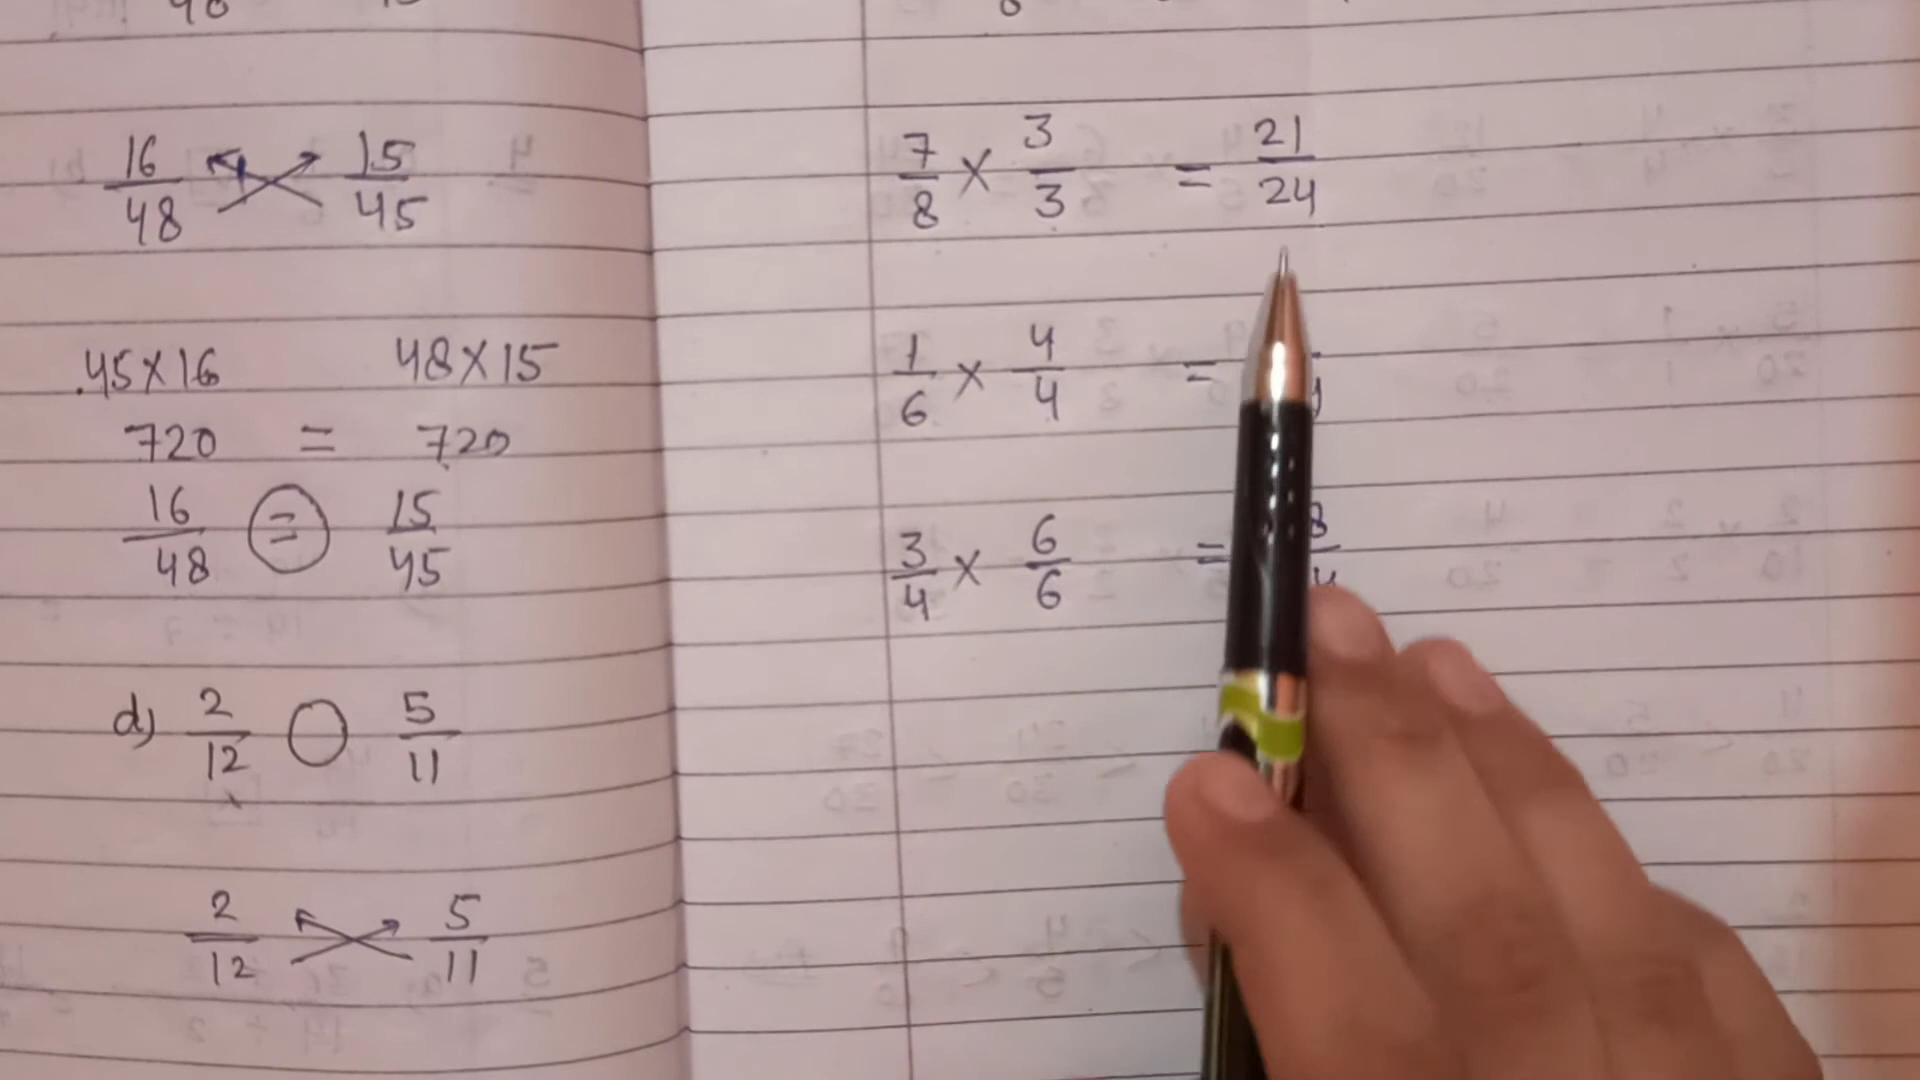 16/48 15/45
45×16 48×15
720 = 720
16/48 = 15/45
d) 2/12 ○ 5/11
2/12 5/11
7/8 × 3/3 = 21/24
1/6 × 4/4 =
3/4 × 6/6 =